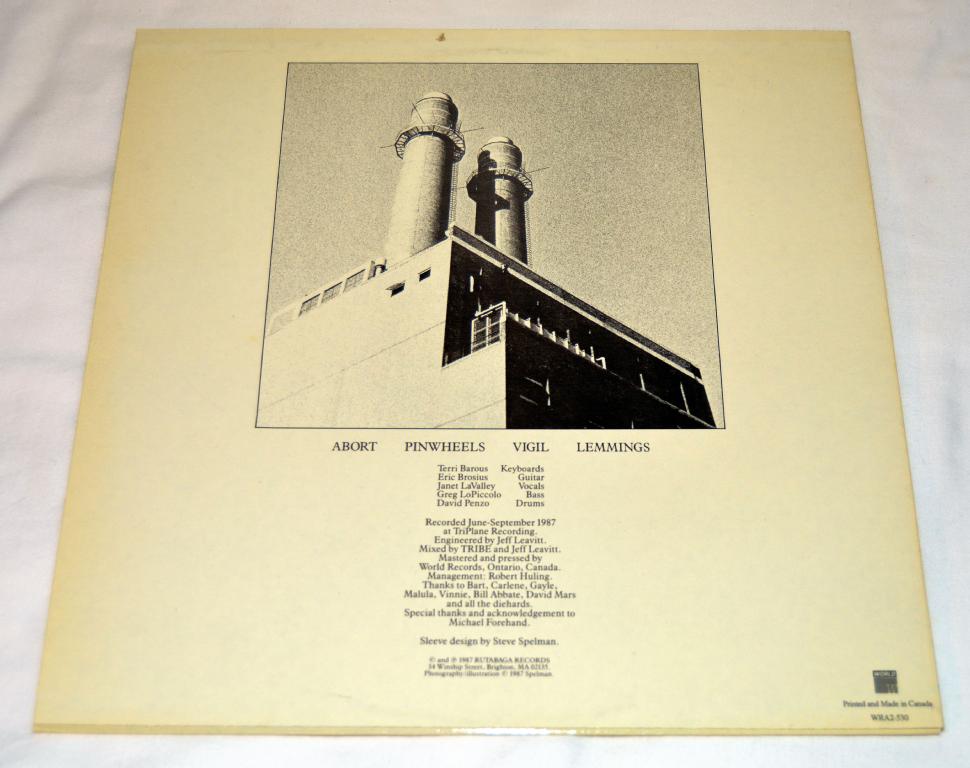 ABORT PINWHEELS VIGIL LEMMINGS
Terri Barous Keyboards
Eric Brosius Guitar
Janet LaValley Vocals
Greg LoPiccolo Bass
David Penzo Drums
Recorded June-September 1987
at TriPlane Recording.
Engineered by Jeff Leavitt.
Mixed by TRIBE and Jeff Leavitt.
Mastered and pressed by
World Records, Ontario, Canada.
Management: Robert Huling.
Thanks to Bart, Carlene, Gayle,
Malula, Vinnie, Bill Abbate, David Mars
and all the diehards.
Special thanks and acknowledgement to
Michael Forehand.
Sleeve design by Steve Spelman.
© and ℗ 1987 RUTABAGA RECORDS
34 Winship Street, Brighton, MA 02135.
Photography/illustration © 1987 Spelman.
WORLD
Printed and Made in Canada
WRA2-530